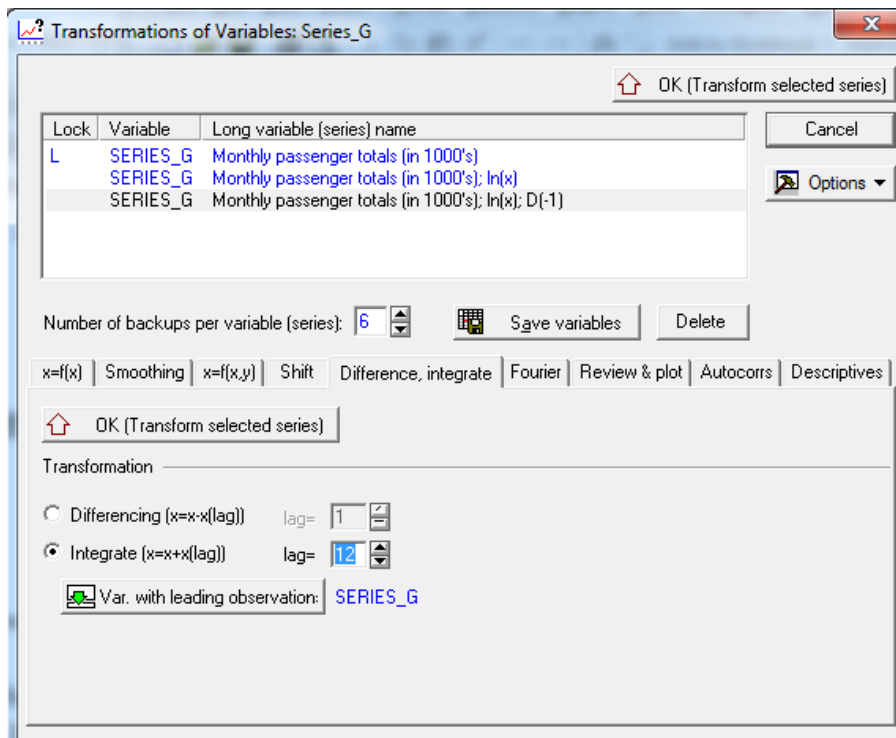 Transformations of Variables: Series_G
OK (Transform selected series)
Lock Variable Long variable (series) name
L SERIES_G Monthly passenger totals (in 1000's)
SERIES_G Monthly passenger totals (in 1000's); ln(x)
SERIES_G Monthly passenger totals (in 1000's); ln(x); D(-1)
Cancel
Options
Number of backups per variable (series): 6 Save variables Delete
x=f(x) Smoothing x=f(x,y) Shift Difference, integrate Fourier Review & plot Autocorrs Descriptives
OK (Transform selected series)
Transformation
Differencing (x=x-x(lag)) lag= 1
Integrate (x=x+x(lag)) lag= 12
Var. with leading observation: SERIES_G